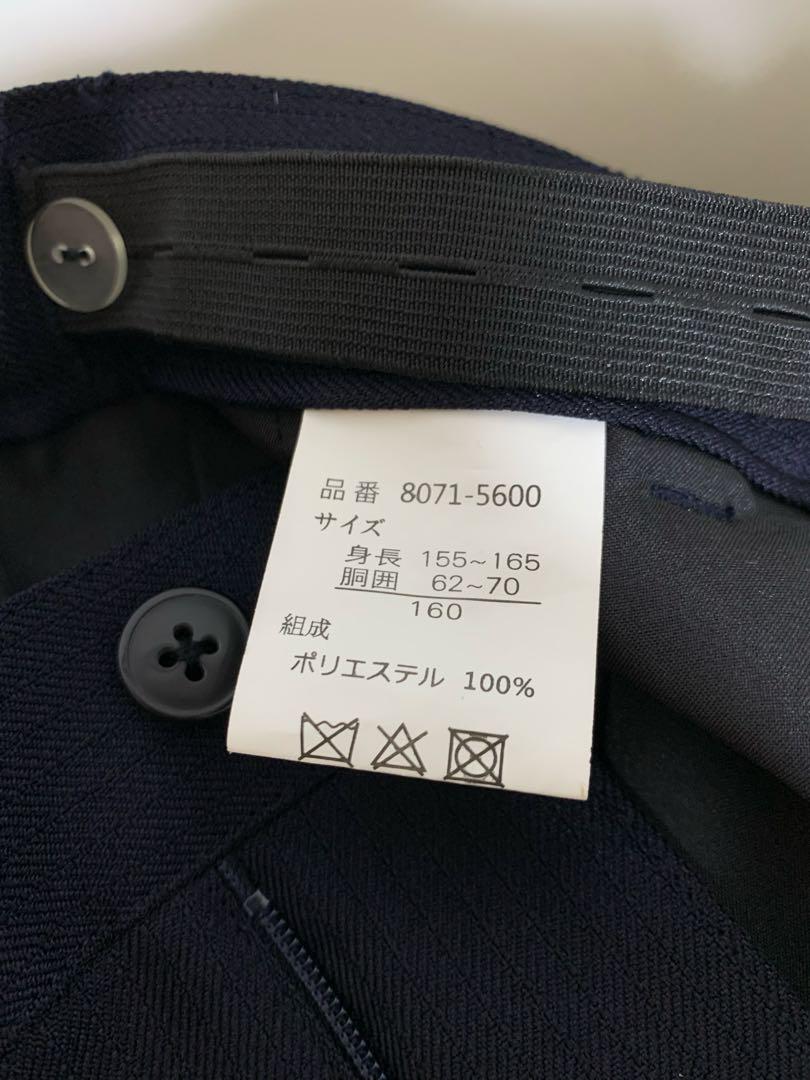 品番 8071-5600
サイズ
身長 155~165
胴囲 62~70
160
組成
ポリエステル 100%